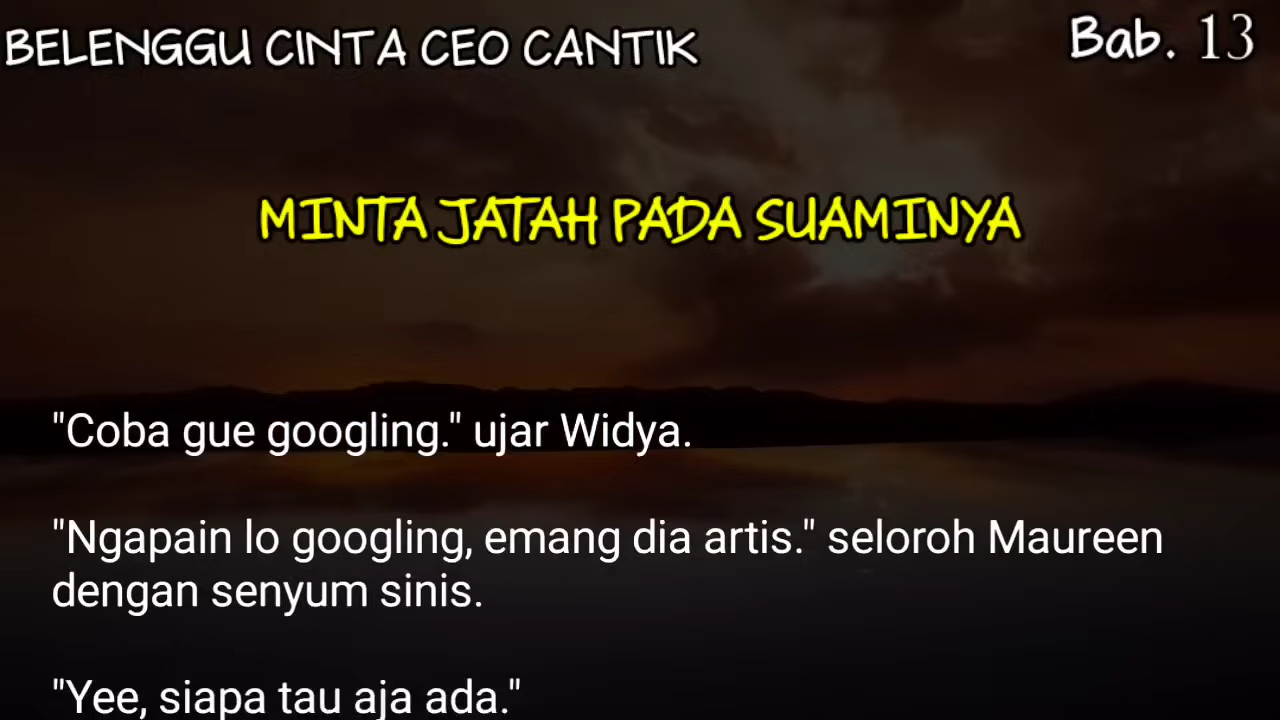 BELENGGU CINTA CEO CANTIK
Bab. 13
MINTA JATAH PADA SUAMINYA
"Coba gue googling." ujar Widya.
"Ngapain lo googling, emang dia artis." seloroh Maureen
dengan senyum sinis.
"Yee, siapa tau aja ada."